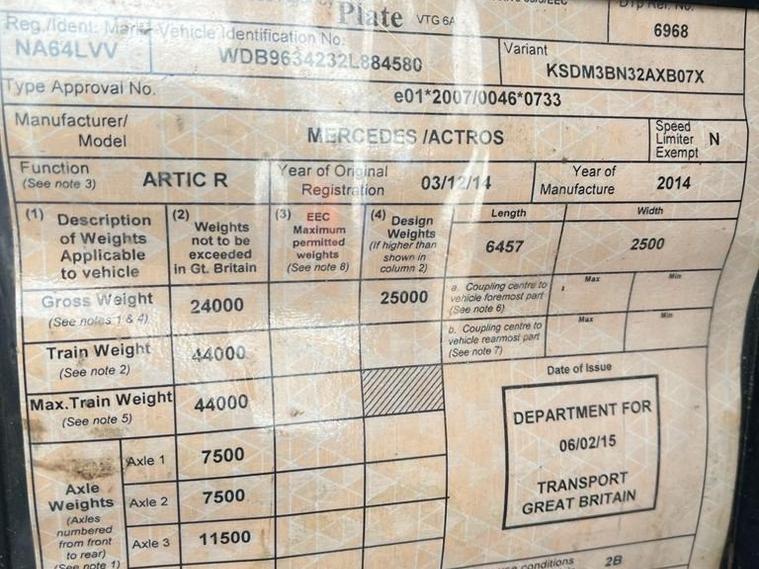 Plate VTG 6A
DTp Ref. No.
Reg./Ident. Mark Vehicle Identification No.
6968
NA64LVV
WDB9634232L884580
Variant
KSDM3BN32AXB07X
Type Approval No.
e01*2007/0046*0733
Manufacturer/
Model
MERCEDES /ACTROS
Speed
Limiter
Exempt
N
Function
(See note 3)
ARTIC R
Year of Original
Registration
03/12/14
Year of
Manufacture
2014
(1) Description
of Weights
Applicable
to vehicle
(2) Weights
not to be
exceeded
in Gt. Britain
(3) EEC
Maximum
permitted
weights
(See note 8)
(4) Design
Weights
(If higher than
shown in
column 2)
Length
6457
Width
2500
Gross Weight
(See notes 1 & 4)
24000
25000
a. Coupling centre to
vehicle foremost part
(See note 6)
Max
Min
Train Weight
(See note 2)
44000
b. Coupling centre to
vehicle rearmost part
(See note 7)
Max
Min
Max.Train Weight
(See note 5)
44000
Date of Issue
DEPARTMENT FOR
06/02/15
TRANSPORT
GREAT BRITAIN
Axle
Weights
(Axles
numbered
from front
to rear)
(See note 1)
Axle 1
7500
Axle 2
7500
Axle 3
11500
conditions
2B